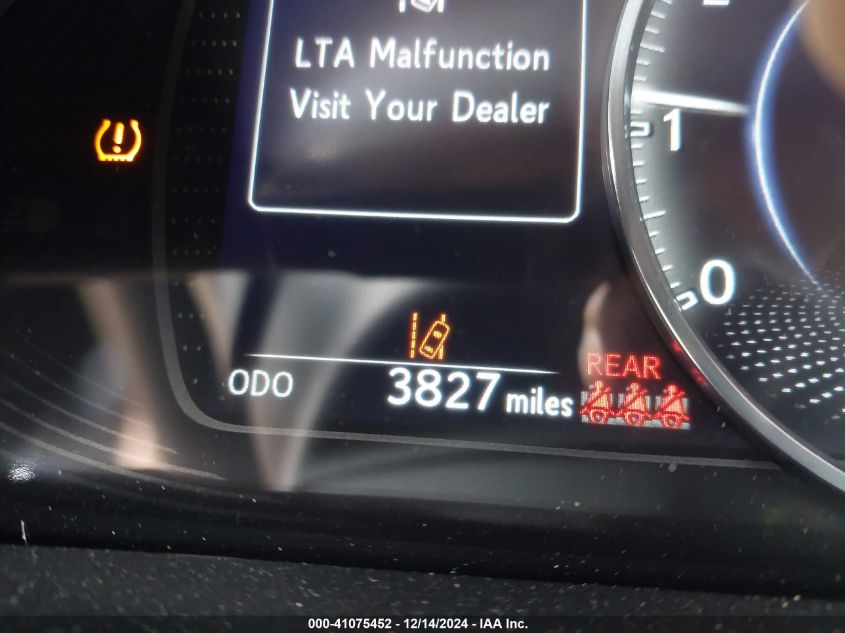 LTA Malfunction
Visit Your Dealer
1
0
REAR
ODO 3827 miles
000-41075452 - 12/14/2024 - IAA Inc.